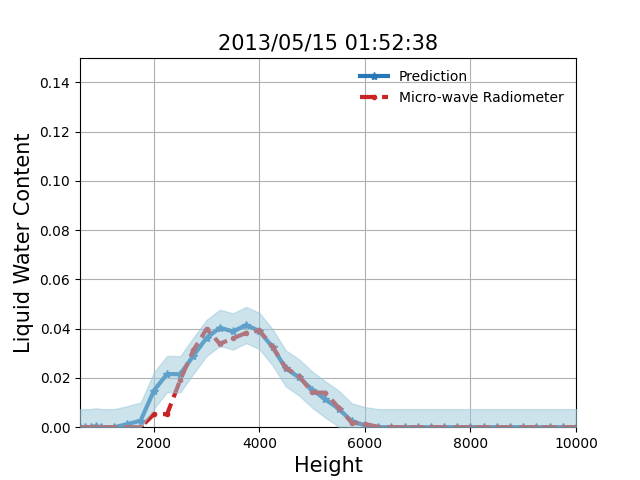 2013/05/15 01:52:38
Prediction
Micro-wave Radiometer
Liquid Water Content
0.14
0.12
0.10
0.08
0.06
0.04
0.02
0.00
2000 4000 6000 8000 10000
Height